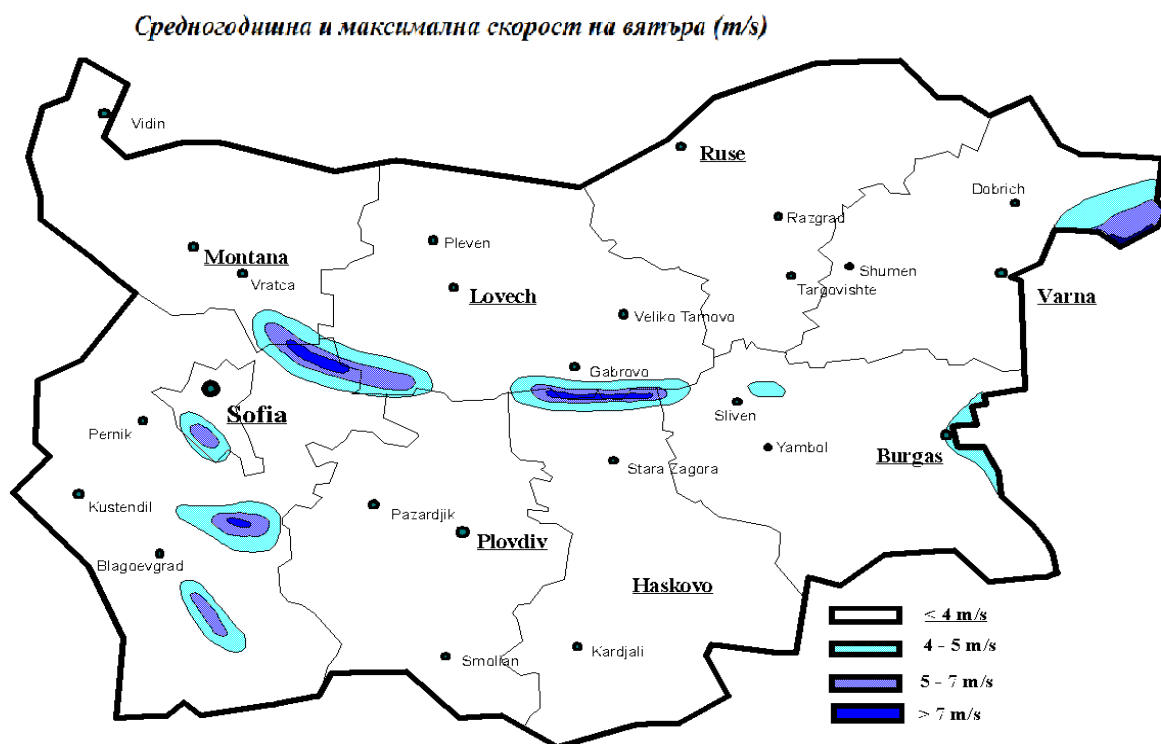 Средногодишна и максимална скорост на вятъра (m/s)
Vidin
Ruse
Dobrich
Razgrad
Pleven
Montana
Vratca
Shumen
Targovishte
Lovech
Varna
Veliko Tarnovo
Gabrovo
Sofia
Sliven
Pernik
Yambol
Burgas
Stara Zagora
Kustendil
Pazardjik
Plovdiv
Blagoevgrad
Haskovo
Smolian
Kardjali
≤ 4 m/s
4 - 5 m/s
5 - 7 m/s
> 7 m/s